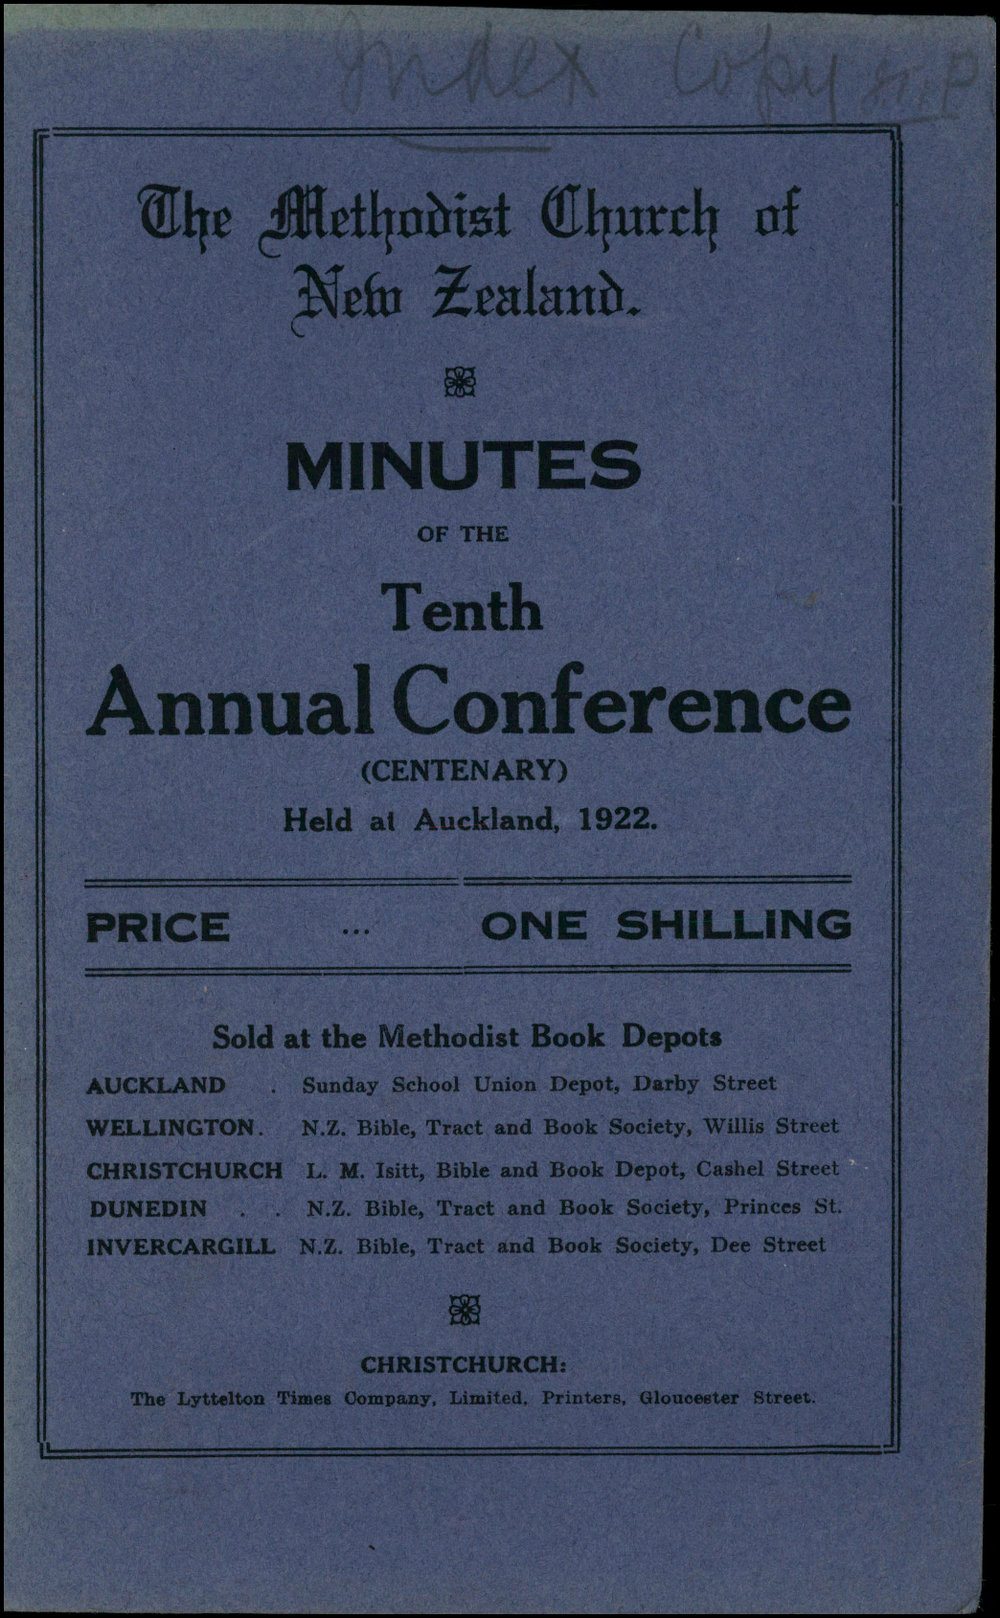 Index Copy
The Methodist Church of
New Zealand.
MINUTES
OF THE
Tenth
Annual Conference
(CENTENARY)
Held at Auckland, 1922.
PRICE ... ONE SHILLING
Sold at the Methodist Book Depots
AUCKLAND . Sunday School Union Depot, Darby Street
WELLINGTON. N.Z. Bible, Tract and Book Society, Willis Street
CHRISTCHURCH L. M. Isitt, Bible and Book Depot, Cashel Street
DUNEDIN . . N.Z. Bible, Tract and Book Society, Princes St.
INVERCARGILL N.Z. Bible, Tract and Book Society, Dee Street
CHRISTCHURCH:
The Lyttelton Times Company, Limited, Printers, Gloucester Street.